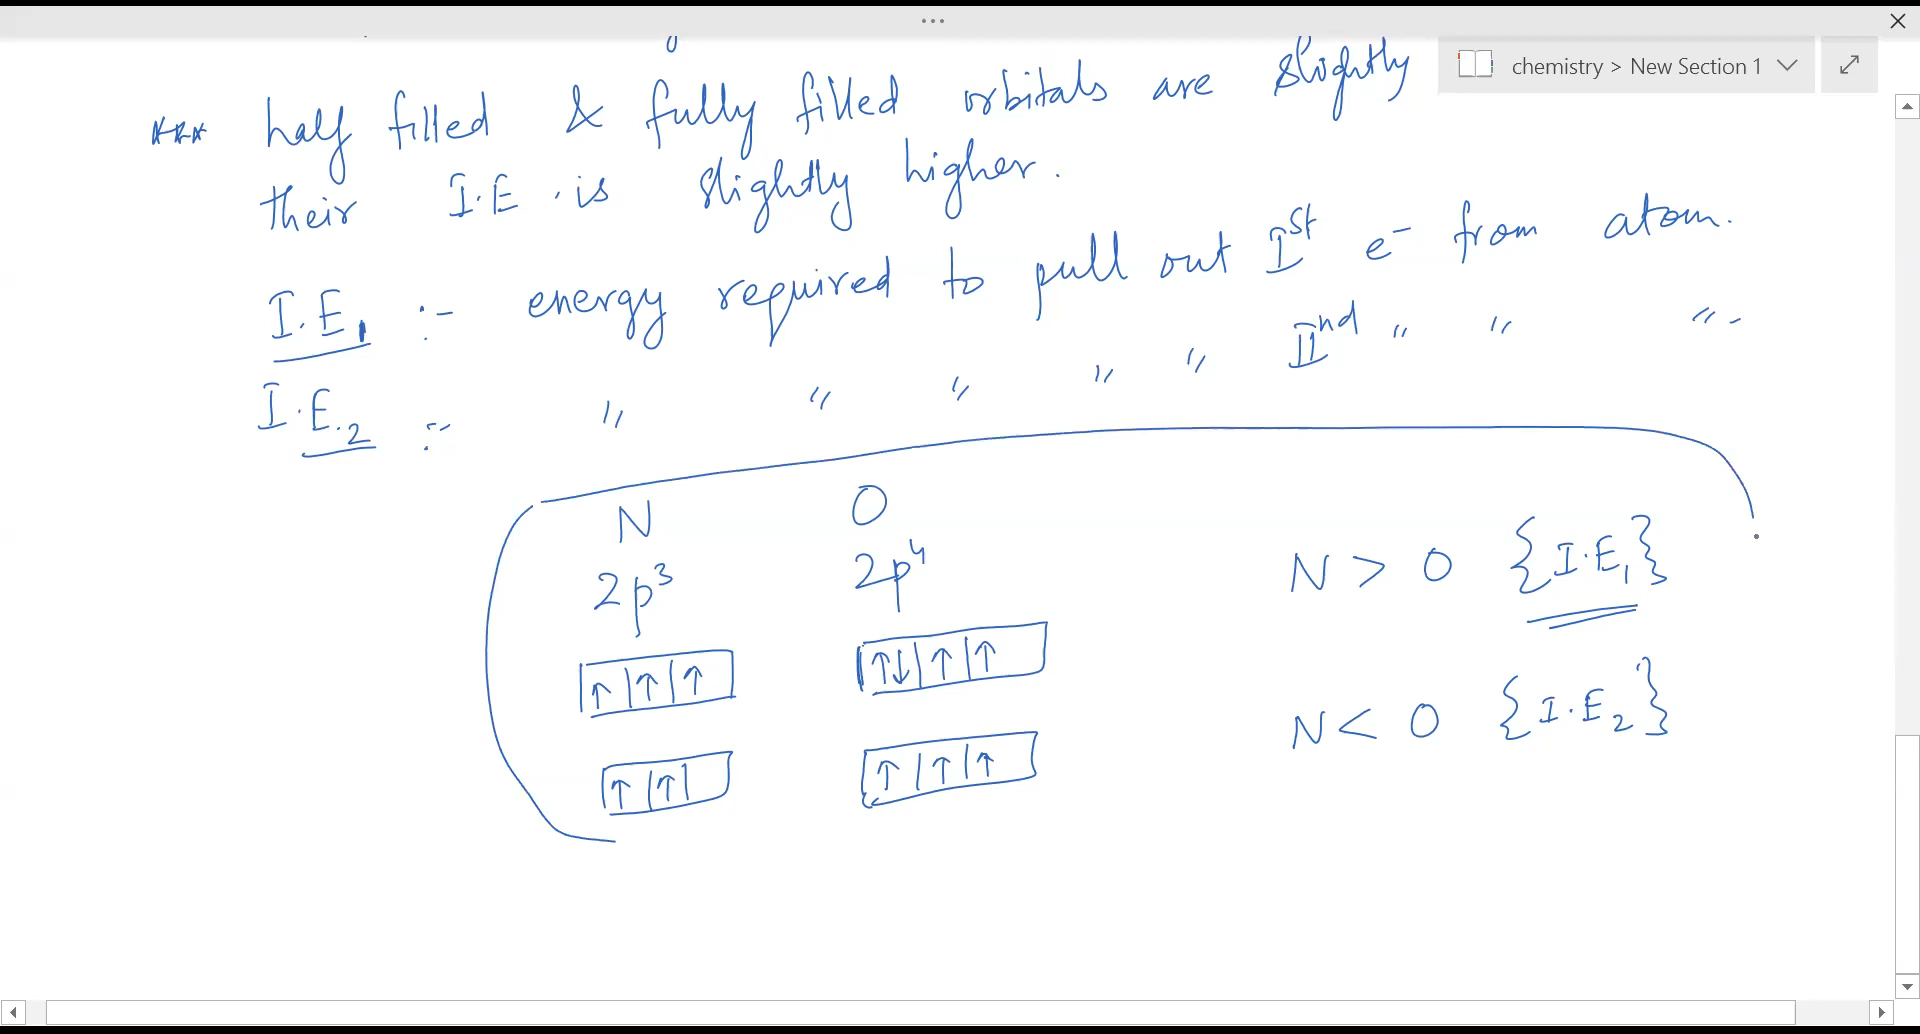 chemistry > New Section 1
*** half filled & fully filled orbitals are slightly
their I.E. is slightly higher.
I.E₁ :- energy required to pull out Iˢᵗ e⁻ from atom.
I.E.₂ :- " " " " " IIⁿᵈ " " "
N O
2p³ 2p⁴ N > O {I.E₁}
↑|↑|↑ ↑↓|↑|↑
N < O {I.E₂}
↑|↑| ↑|↑|↑